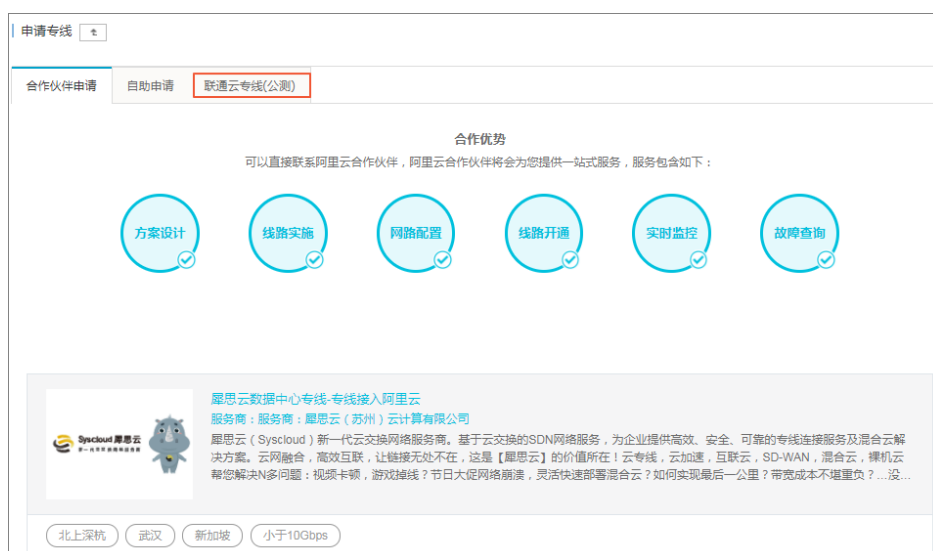 申请专线
合作伙伴申请 自助申请 联通云专线(公测)
合作优势
可以直接联系阿里云合作伙伴，阿里云合作伙伴将会为您提供一站式服务，服务包含如下：
方案设计 线路实施 网路配置 线路开通 实时监控 故障查询
犀思云数据中心专线-专线接入阿里云
服务商：服务商：犀思云（苏州）云计算有限公司
Syscloud 犀思云
犀思云（Syscloud）新一代云交换网络服务商。基于云交换的SDN网络服务，为企业提供高效、安全、可靠的专线连接服务及混合云解
决方案。云网融合，高效互联，让链接无处不在，这是【犀思云】的价值所在！云专线，云加速，互联云，SD-WAN，混合云，裸机云
帮您解决N多问题：视频卡顿，游戏掉线？节日大促网络崩溃，灵活快速部署混合云？如何实现最后一公里？带宽成本不堪重负？...没...
北上深杭 武汉 新加坡 小于10Gbps